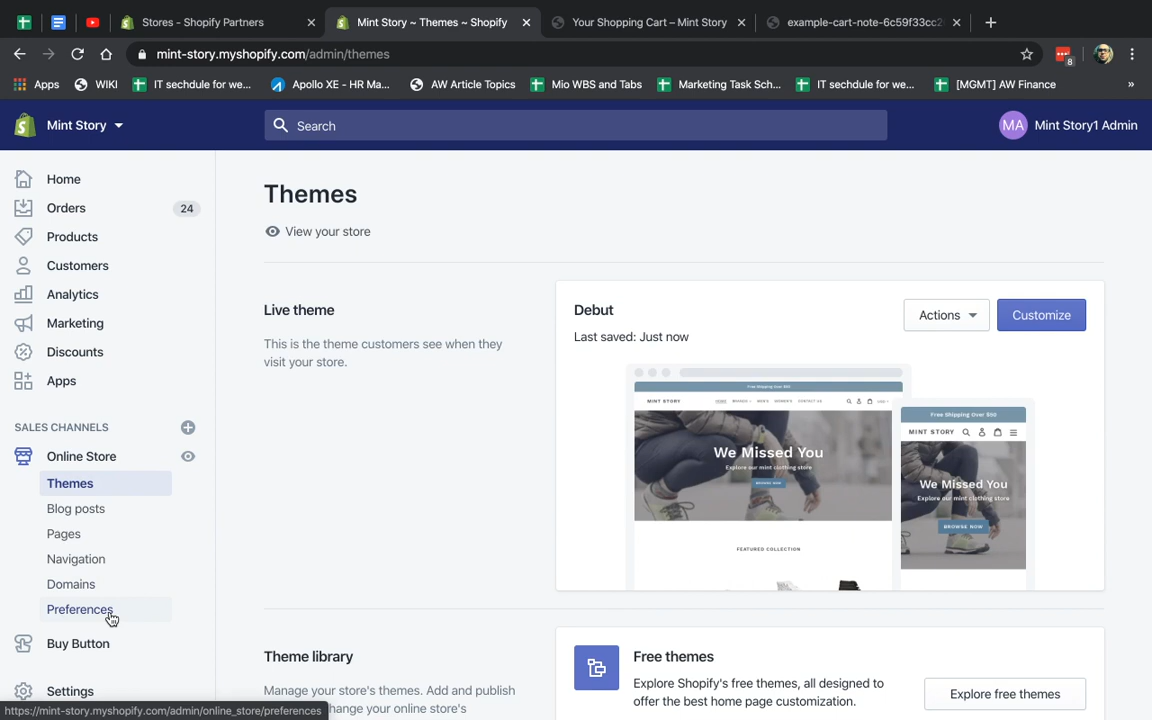 Stores - Shopify Partners
Mint Story ~ Themes ~ Shopify
Your Shopping Cart – Mint Story
example-cart-note-6c59f33cc2
mint-story.myshopify.com/admin/themes
8
Apps
WIKI
IT sechdule for we...
Apollo XE - HR Ma...
AW Article Topics
Mio WBS and Tabs
Marketing Task Sch...
IT sechdule for we...
[MGMT] AW Finance
»
Mint Story
Search
MA
Mint Story1 Admin
Home
Orders
24
Products
Customers
Analytics
Marketing
Discounts
Apps
SALES CHANNELS
Online Store
Themes
Blog posts
Pages
Navigation
Domains
Preferences
Buy Button
Settings
https://mint-story.myshopify.com/admin/online_store/preferences
Themes
View your store
Live theme
This is the theme customers see when they
visit your store.
Debut
Last saved: Just now
Actions
Customize
Free Shipping Over $50
MINT STORY
HOME
BRANDS
MEN'S
WOMEN'S
CONTACT US
We Missed You
Explore our mint clothing store
BROWSE NOW
FEATURED COLLECTION
Free Shipping Over $50
MINT STORY
We Missed You
Explore our mint clothing store
BROWSE NOW
Theme library
Manage your store's themes. Add and publish
hange your online store's
Free themes
Explore Shopify's free themes, all designed to
offer the best home page customization.
Explore free themes